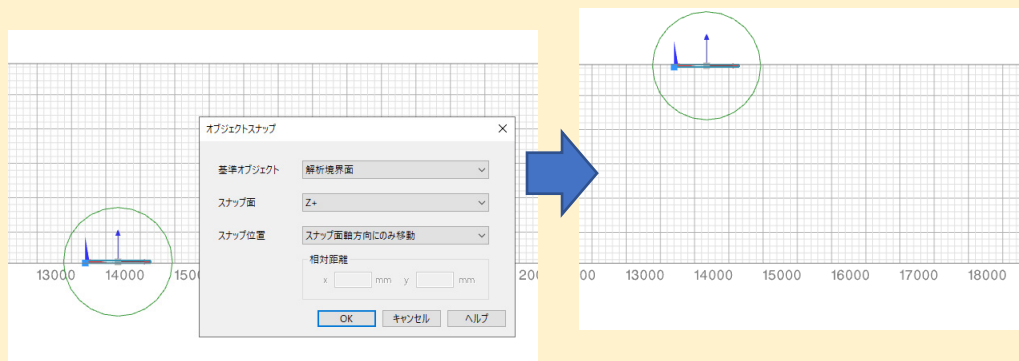 オブジェクトスナップ
基準オブジェクト 解析境界面
スナップ面 Z+
スナップ位置 スナップ面軸方向にのみ移動
相対距離
x mm y mm
OK キャンセル ヘルプ
13000 14000 150 200
00 13000 14000 15000 16000 17000 18000